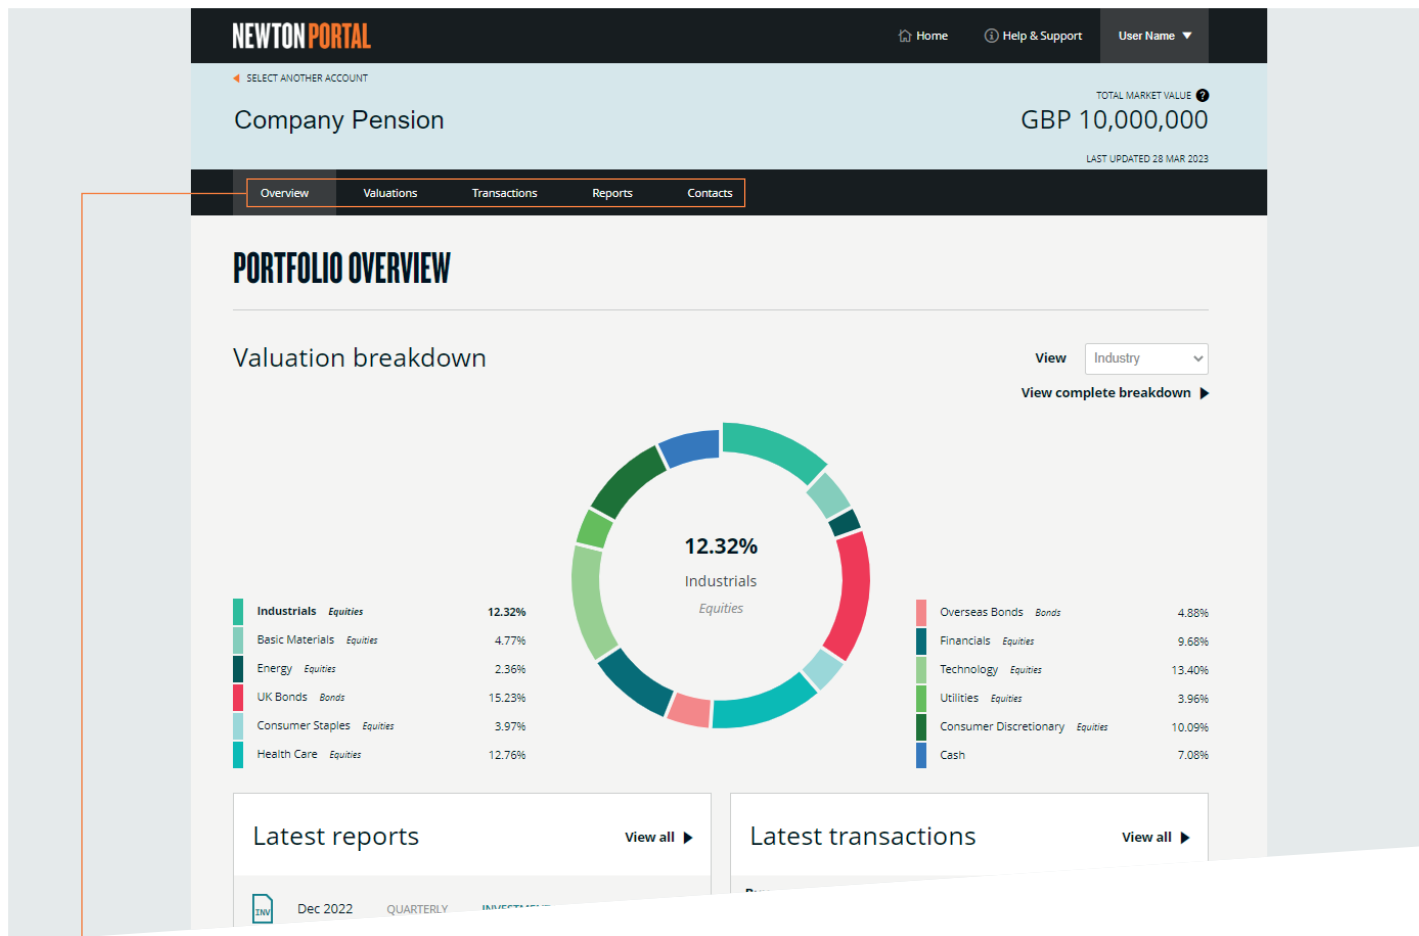 NEWTON PORTAL
Home
Help & Support
User Name
SELECT ANOTHER ACCOUNT
Company Pension
TOTAL MARKET VALUE ?
GBP 10,000,000
LAST UPDATED 28 MAR 2023
Overview Valuations Transactions Reports Contacts
PORTFOLIO OVERVIEW
Valuation breakdown
View Industry
View complete breakdown
12.32%
Industrials
Equities
Industrials Equities 12.32%
Basic Materials Equities 4.77%
Energy Equities 2.36%
UK Bonds Bonds 15.23%
Consumer Staples Equities 3.97%
Health Care Equities 12.76%
Overseas Bonds Bonds 4.88%
Financials Equities 9.68%
Technology Equities 13.40%
Utilities Equities 3.96%
Consumer Discretionary Equities 10.09%
Cash 7.08%
Latest reports View all
INV Dec 2022 QUARTERLY
Latest transactions View all